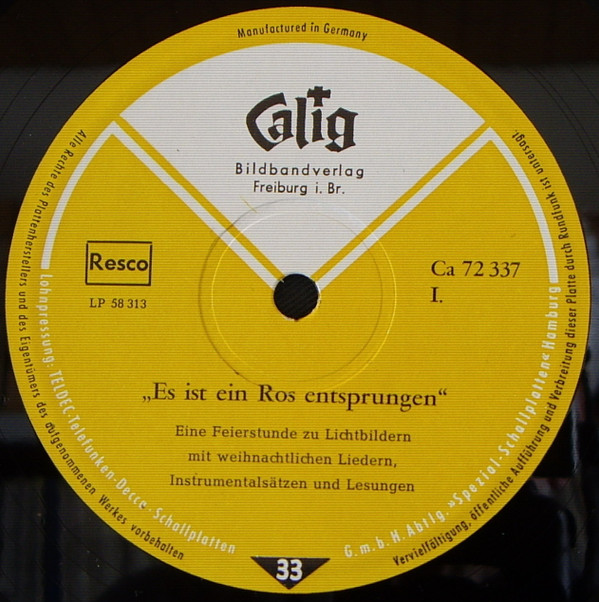 Manufactured in Germany
Calig
Bildbandverlag
Freiburg i. Br.
Resco
LP 58 313
Ca 72 337
I.
„Es ist ein Ros entsprungen“
Eine Feierstunde zu Lichtbildern
mit weihnachtlichen Liedern,
Instrumentalsätzen und Lesungen
33
Lohnpressung: TELDEC-Telefunken-Decca-Schallplatten G.m.b.H. Abtlg. »Spezial-Schallplatten« Hamburg
Alle Rechte des Plattenherstellers und des Eigentümers des aufgenommenen Werkes vorbehalten
Vervielfältigung, öffentliche Aufführung und Verbreitung dieser Platte durch Rundfunk ist untersagt!